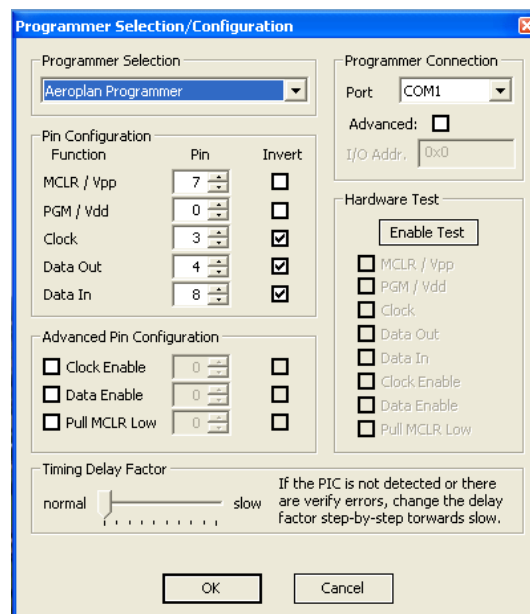 Programmer Selection/Configuration
Programmer Selection
Aeroplan Programmer
Programmer Connection
Port COM1
Advanced:
I/O Addr. 0x0
Pin Configuration
Function Pin Invert
MCLR / Vpp 7
PGM / Vdd 0
Clock 3
Data Out 4
Data In 8
Hardware Test
Enable Test
MCLR / Vpp
PGM / Vdd
Clock
Data Out
Data In
Clock Enable
Data Enable
Pull MCLR Low
Advanced Pin Configuration
Clock Enable 0
Data Enable 0
Pull MCLR Low 0
Timing Delay Factor
normal slow
If the PIC is not detected or there
are verify errors, change the delay
factor step-by-step torwards slow.
OK Cancel